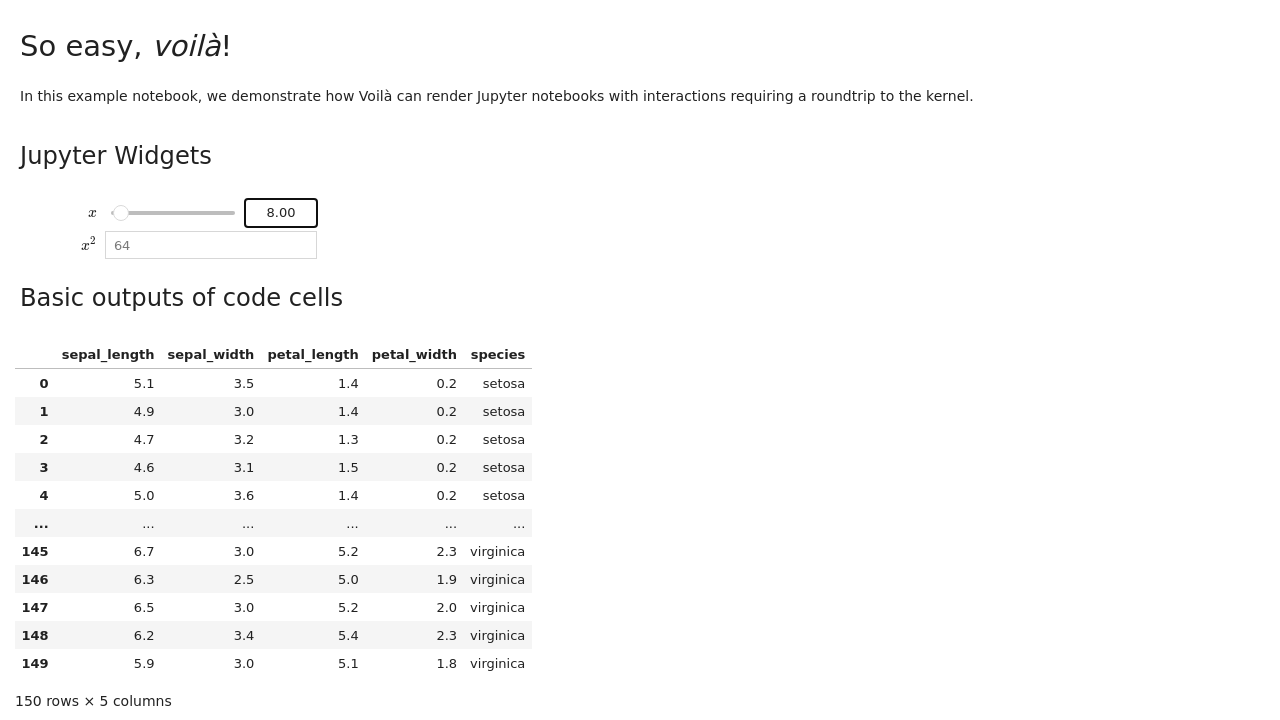 So easy, voilà!
In this example notebook, we demonstrate how Voilà can render Jupyter notebooks with interactions requiring a roundtrip to the kernel.
Jupyter Widgets
x 8.00
x² 64
Basic outputs of code cells
sepal_length sepal_width petal_length petal_width species
0 5.1 3.5 1.4 0.2 setosa
1 4.9 3.0 1.4 0.2 setosa
2 4.7 3.2 1.3 0.2 setosa
3 4.6 3.1 1.5 0.2 setosa
4 5.0 3.6 1.4 0.2 setosa
... ... ... ... ... ...
145 6.7 3.0 5.2 2.3 virginica
146 6.3 2.5 5.0 1.9 virginica
147 6.5 3.0 5.2 2.0 virginica
148 6.2 3.4 5.4 2.3 virginica
149 5.9 3.0 5.1 1.8 virginica
150 rows × 5 columns